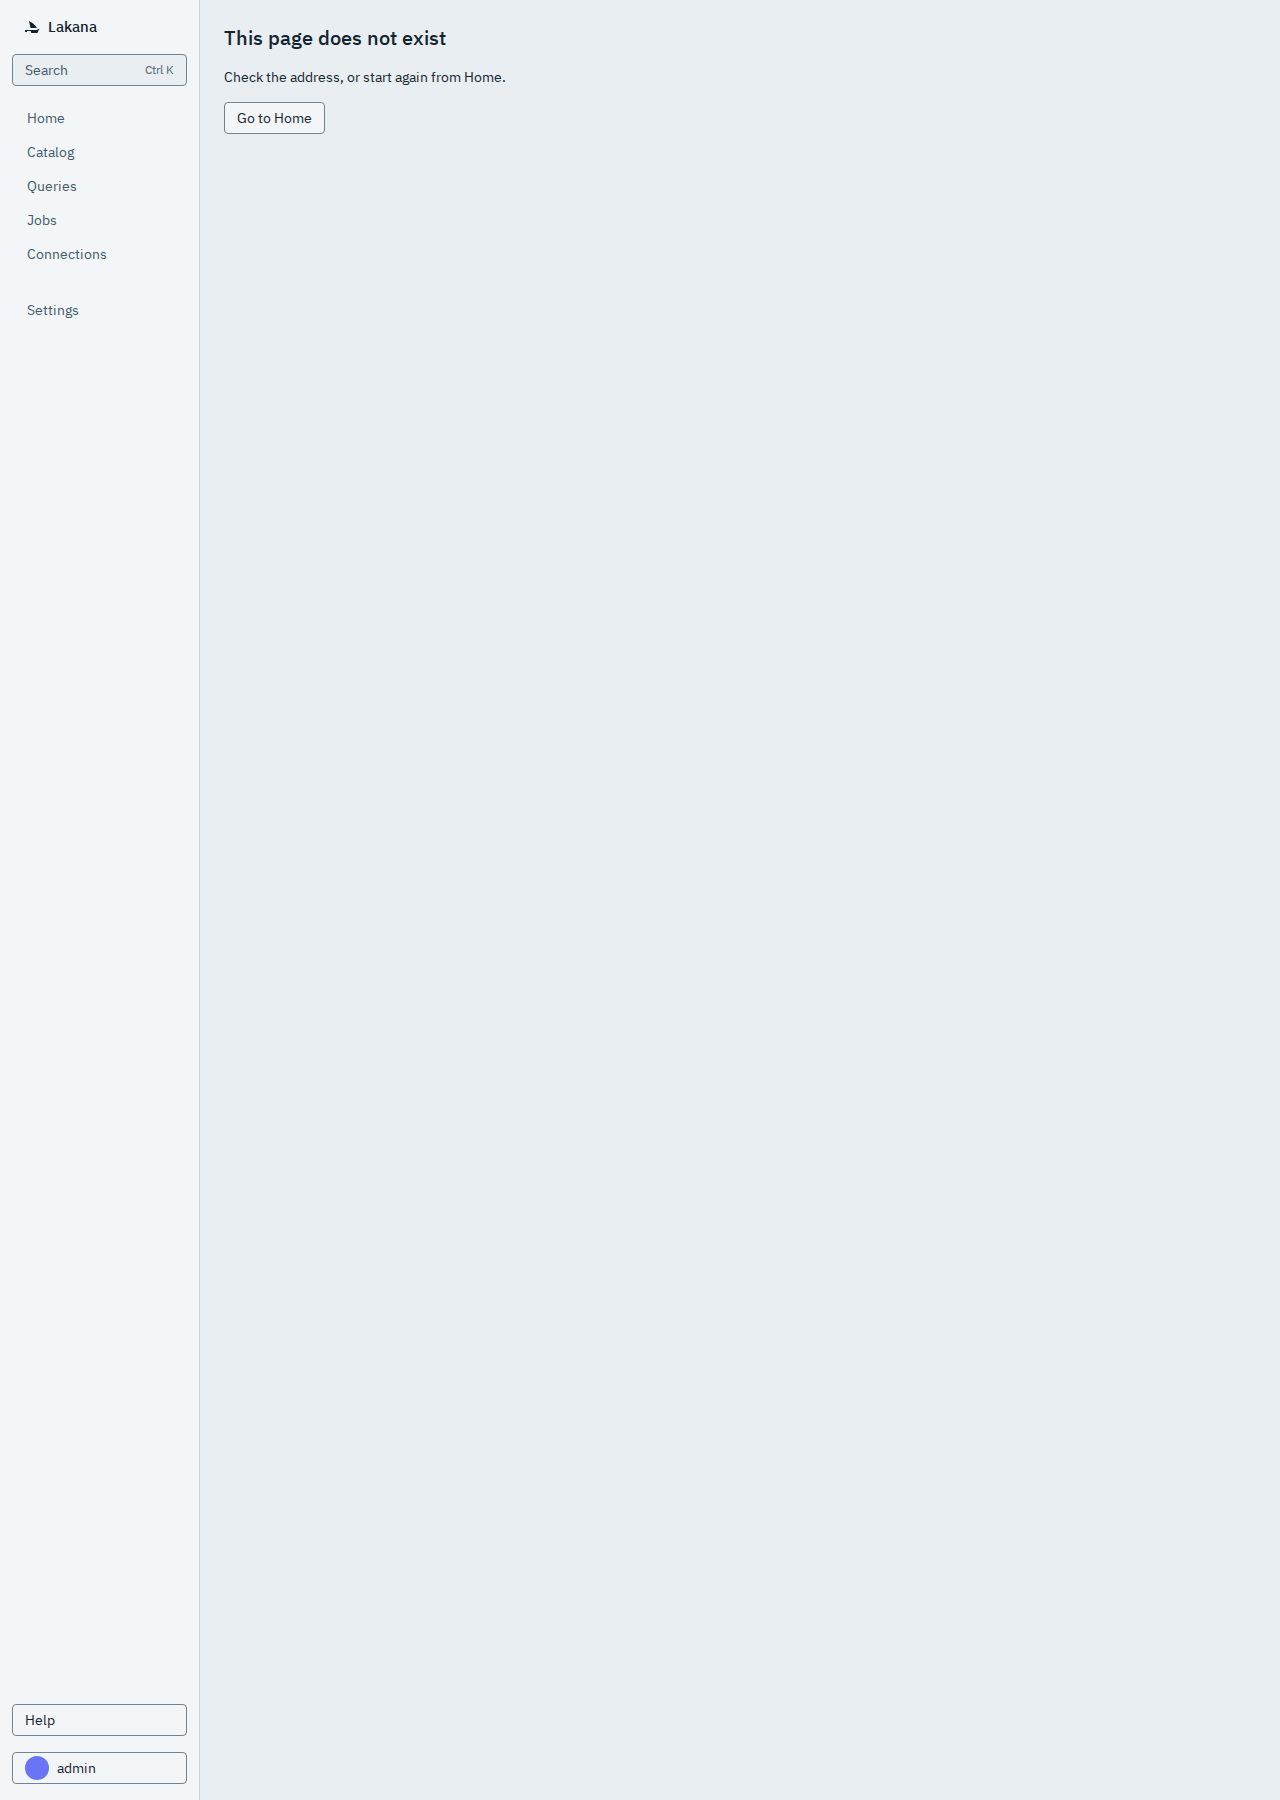 Lakana
Search Ctrl K
Home
Catalog
Queries
Jobs
Connections
Settings
Help
admin
This page does not exist
Check the address, or start again from Home.
Go to Home